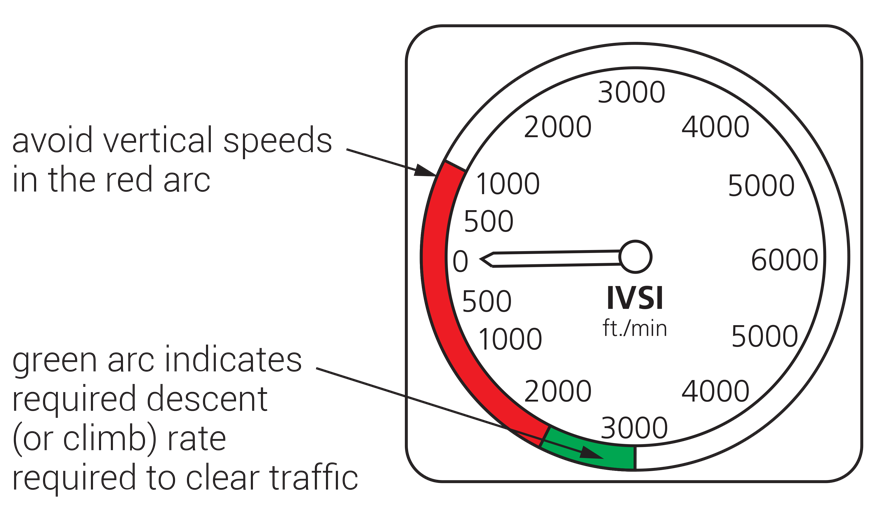 avoid vertical speeds
in the red arc
green arc indicates
required descent
(or climb) rate
required to clear traffic
3000
2000
4000
1000
5000
500
0
6000
500
IVSI
ft./min
1000
5000
2000
4000
3000